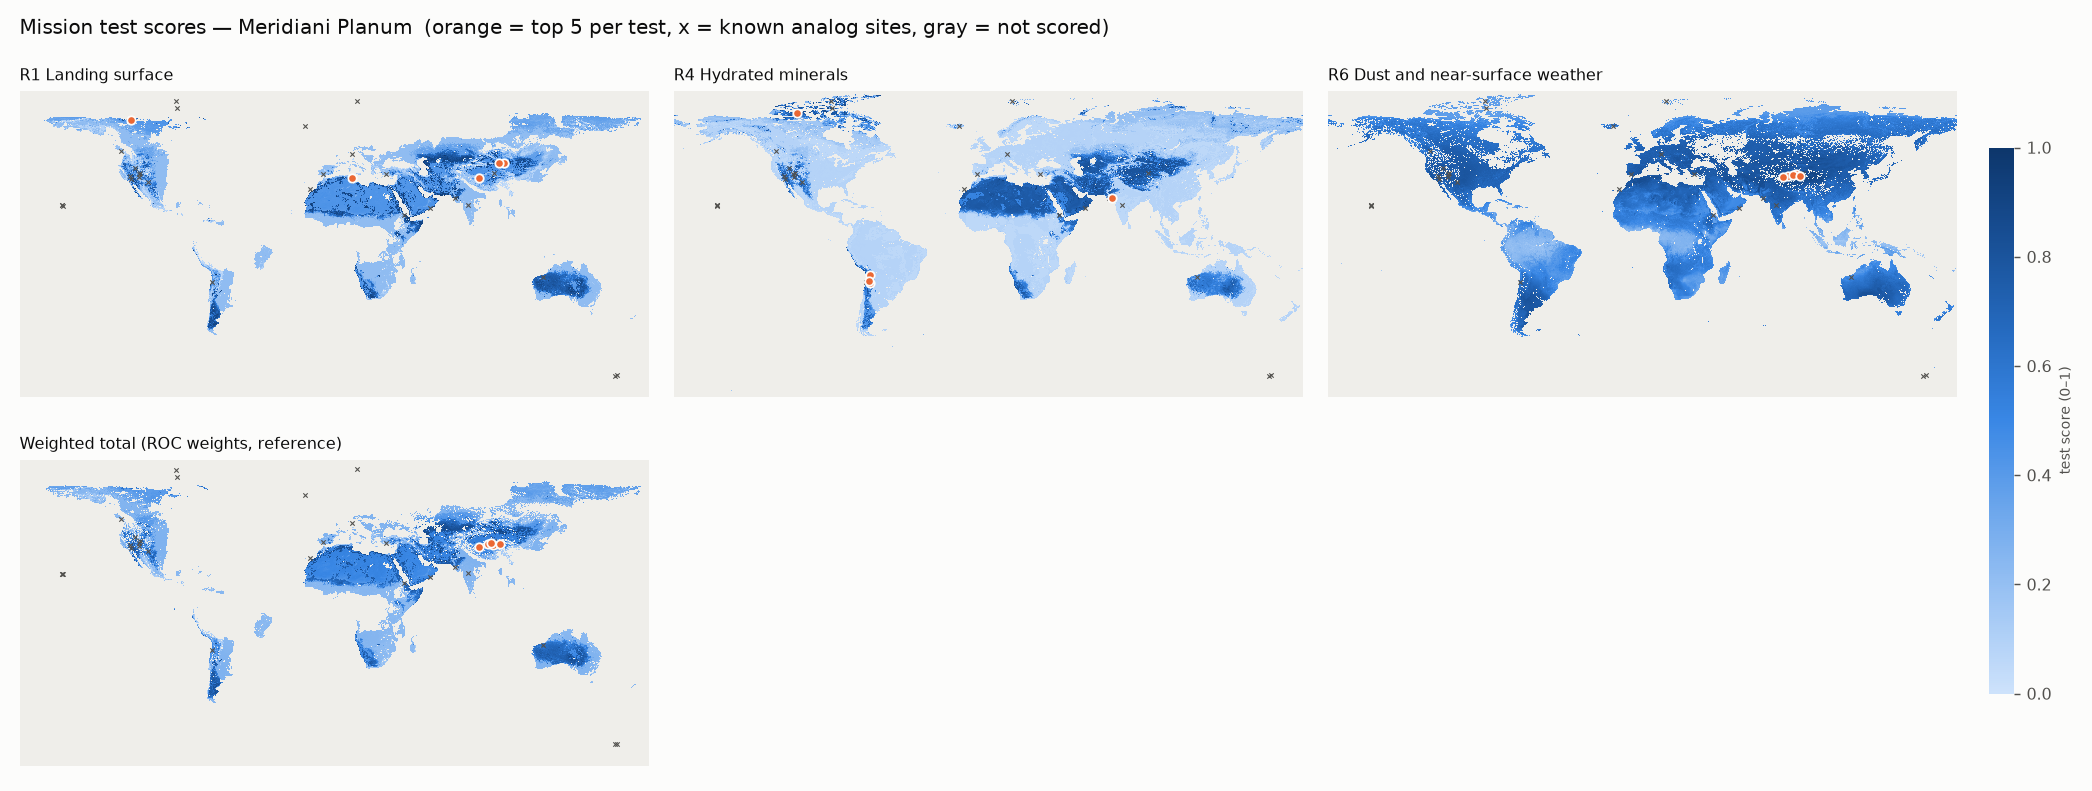 Mission test scores — Meridiani Planum  (orange = top 5 per test, x = known analog sites, gray = not scored)
R1 Landing surface
R4 Hydrated minerals
R6 Dust and near-surface weather
Weighted total (ROC weights, reference)
1.0
0.8
0.6
0.4
0.2
0.0
test score (0–1)